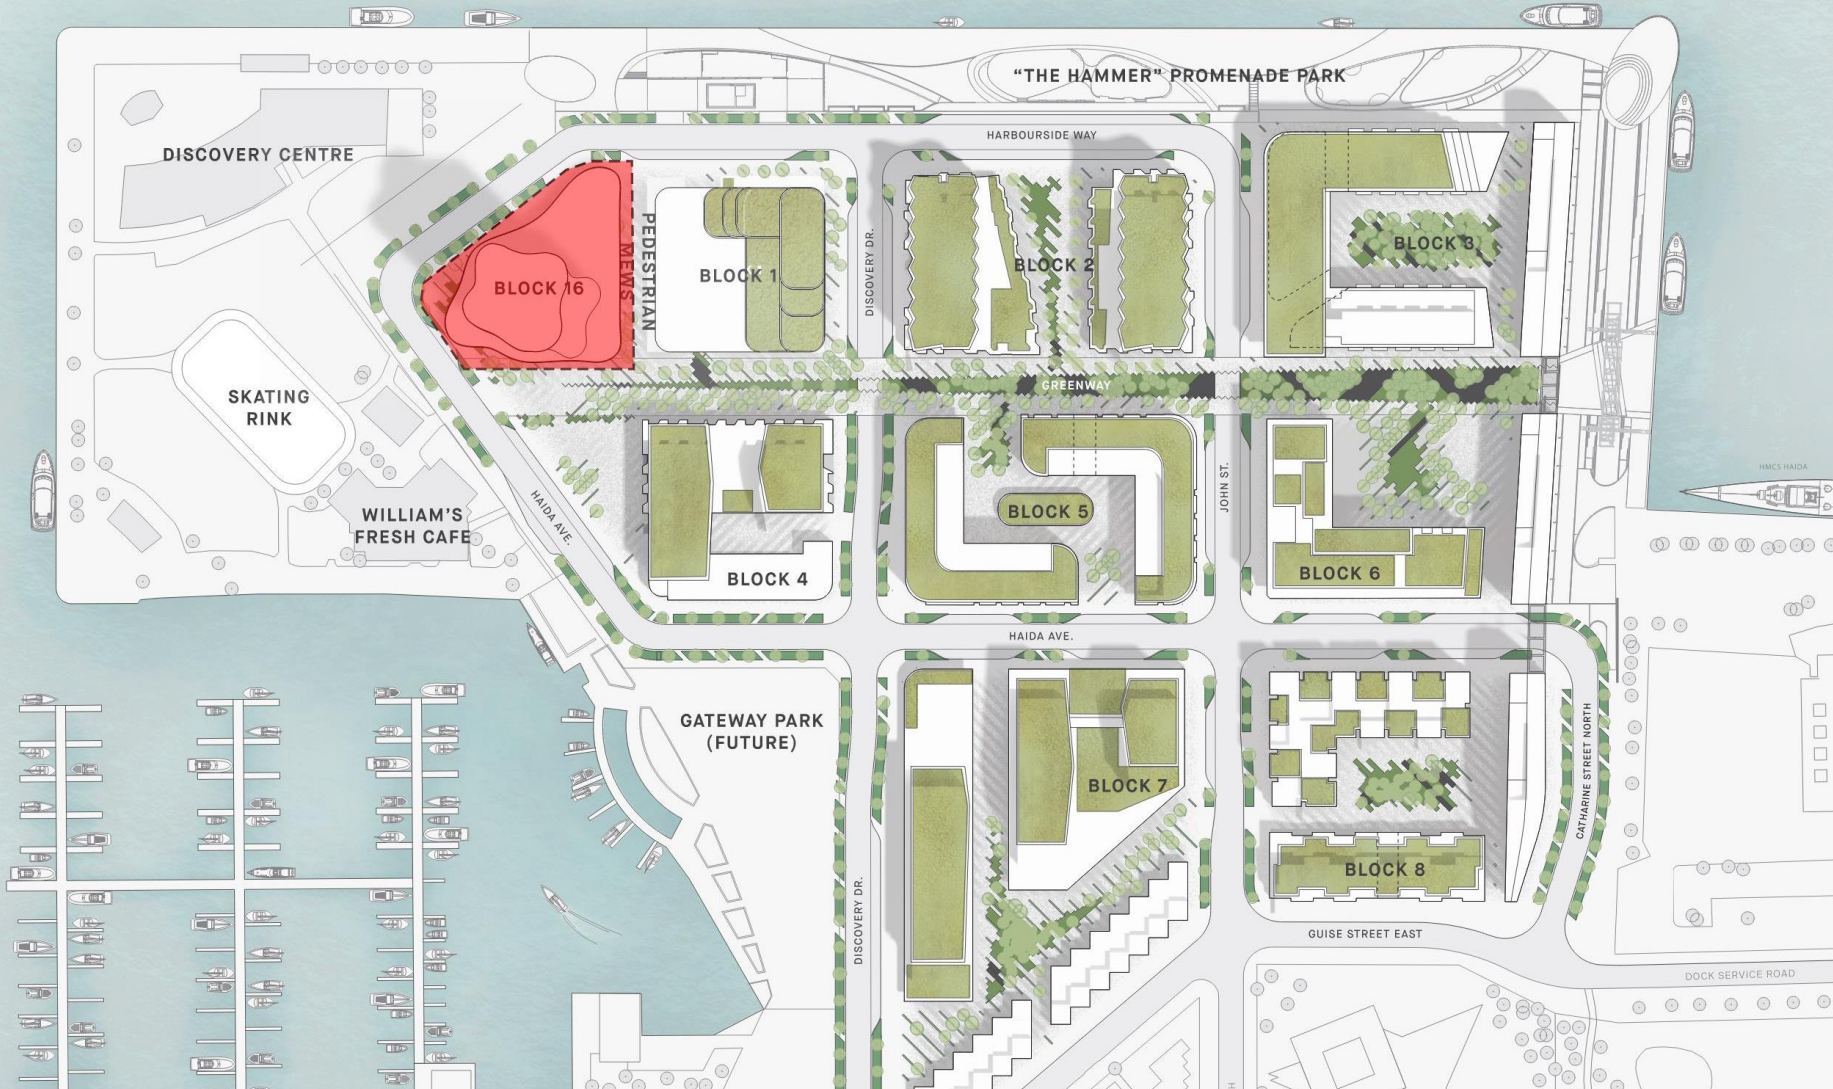 "THE HAMMER" PROMENADE PARK
HARBOURSIDE WAY
DISCOVERY CENTRE
PEDESTRIAN
MEWS
DISCOVERY DR.
BLOCK 16
BLOCK 1
BLOCK 2
BLOCK 3
GREENWAY
SKATING
RINK
HAIDA AVE.
WILLIAM'S
FRESH CAFE
BLOCK 4
BLOCK 5
JOHN ST.
BLOCK 6
HMCS HAIDA
HAIDA AVE.
GATEWAY PARK
(FUTURE)
DISCOVERY DR.
BLOCK 7
BLOCK 8
CATHARINE STREET NORTH
GUISE STREET EAST
DOCK SERVICE ROAD